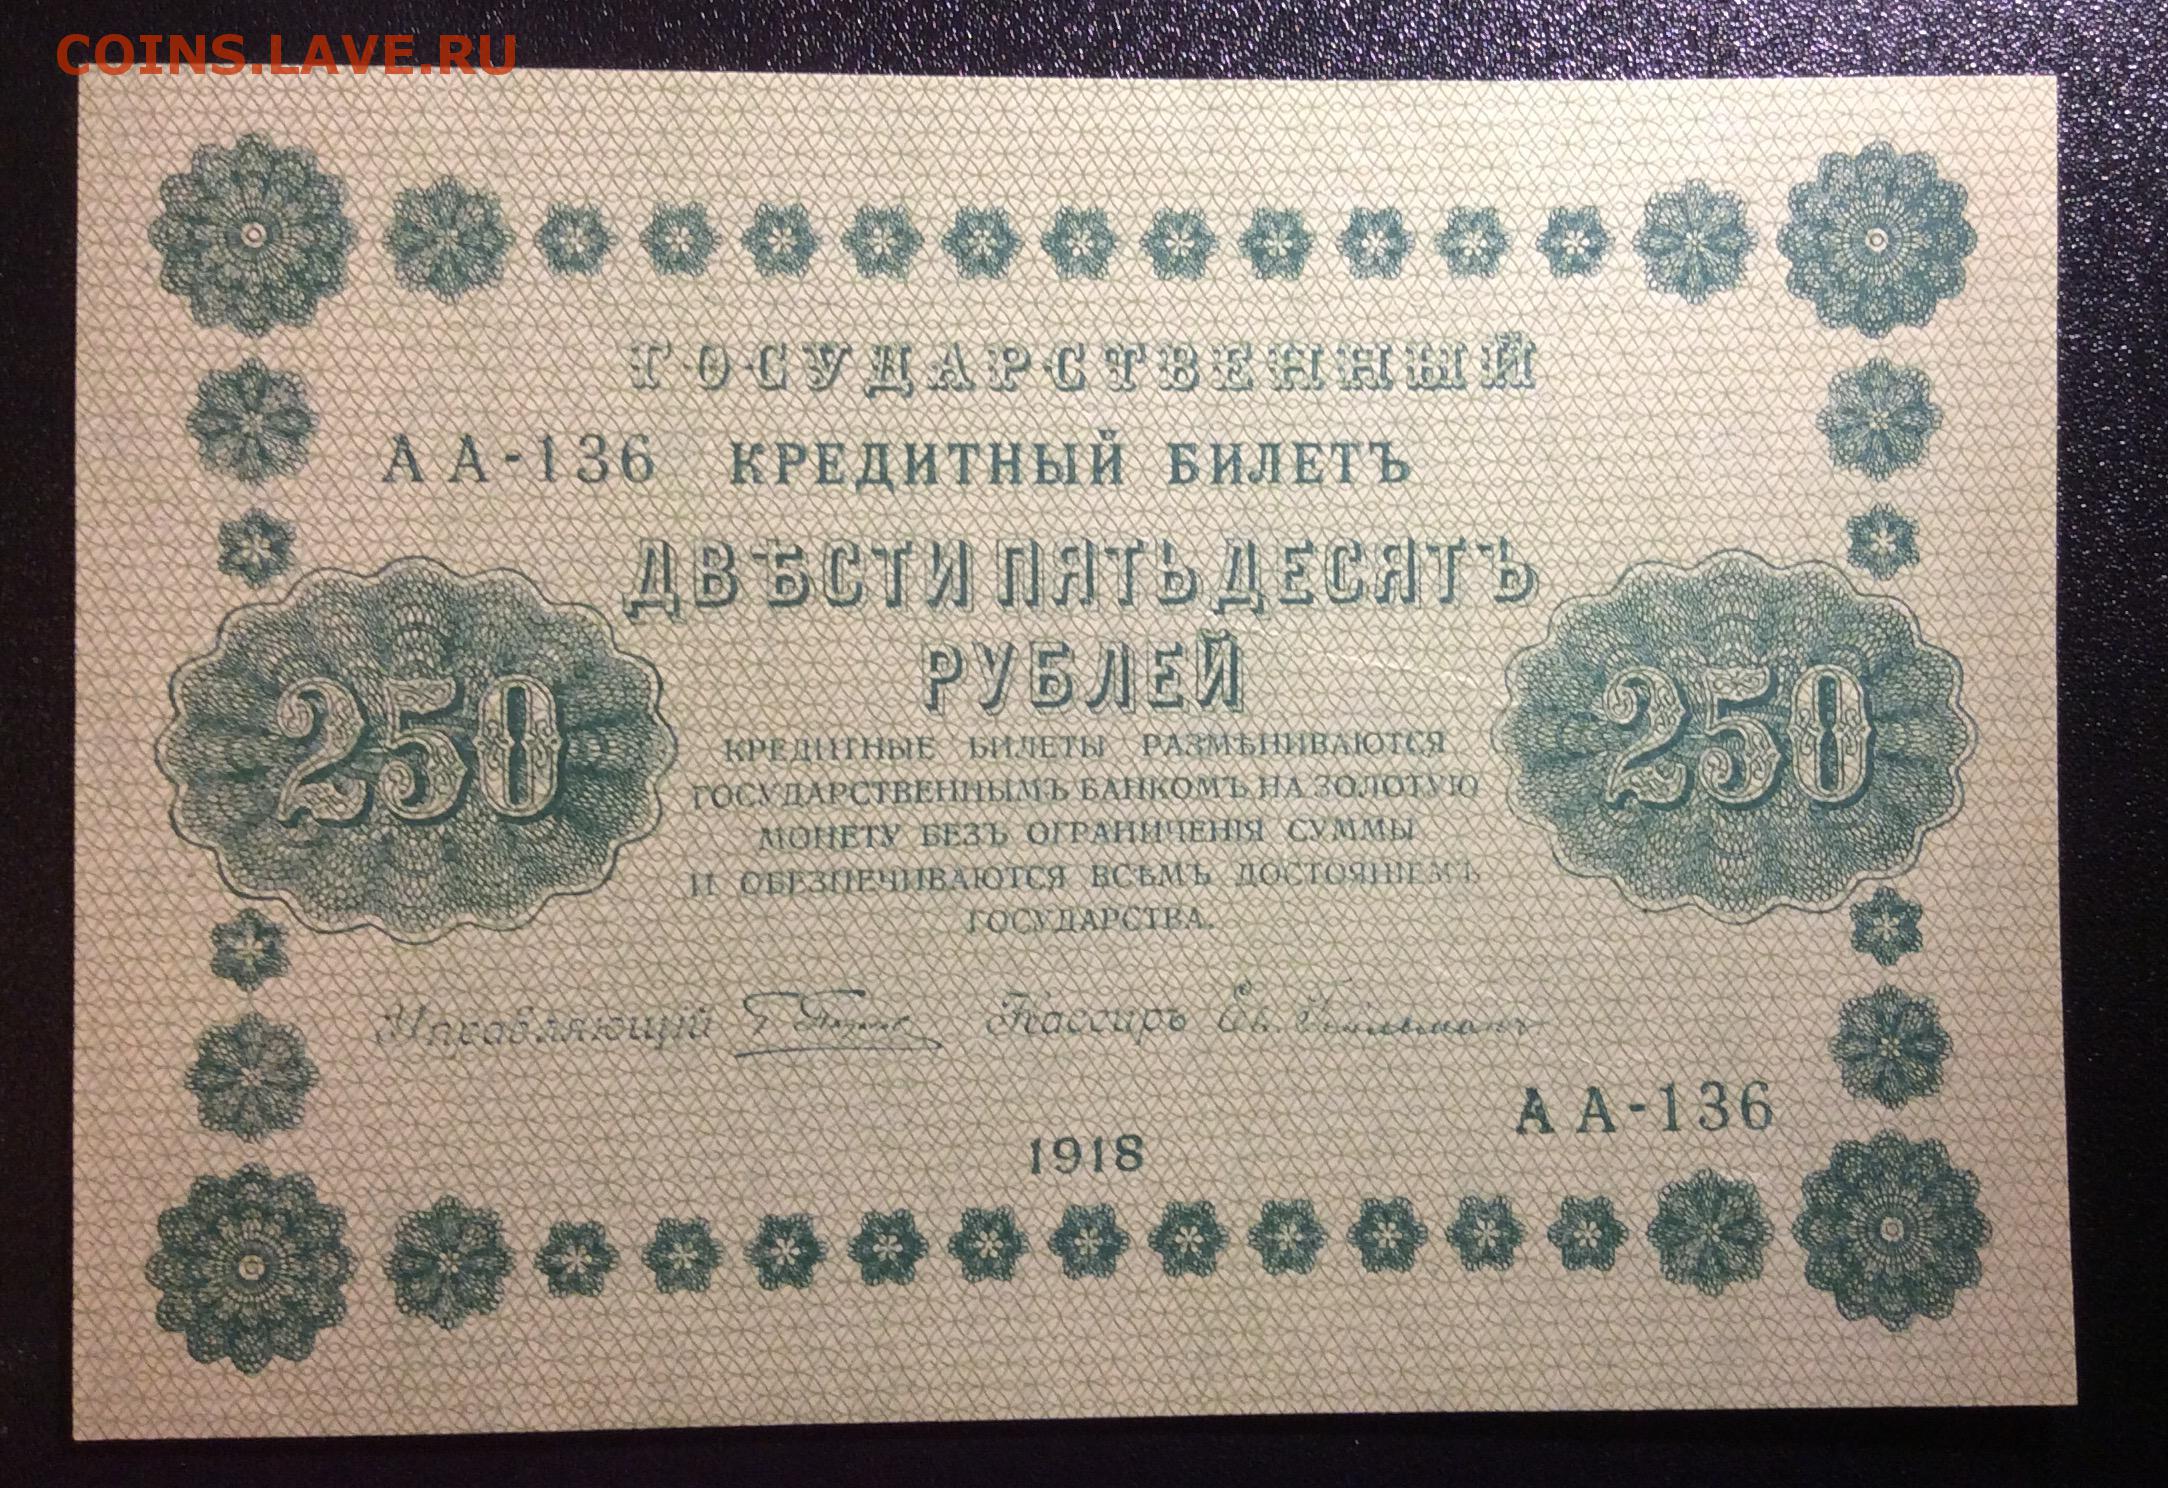 COINS.LAVE.RU
ГОСУДАРСТВЕННЫЙ
АА-136 КРЕДИТНЫЙ БИЛЕТЪ
ДВѢСТИ ПЯТЬДЕСЯТЪ
РУБЛЕЙ
250
250
КРЕДИТНЫЕ БИЛЕТЫ РАЗМѢНИВАЮТСЯ
ГОСУДАРСТВЕННЫМЪ БАНКОМЪ НА ЗОЛОТУЮ
МОНЕТУ БЕЗЪ ОГРАНИЧЕНІЯ СУММЫ
И ОБЕЗПЕЧИВАЮТСЯ ВСѢМЪ ДОСТОЯНІЕМЪ
ГОСУДАРСТВА.
Управляющий Кассиръ
АА-136
1918